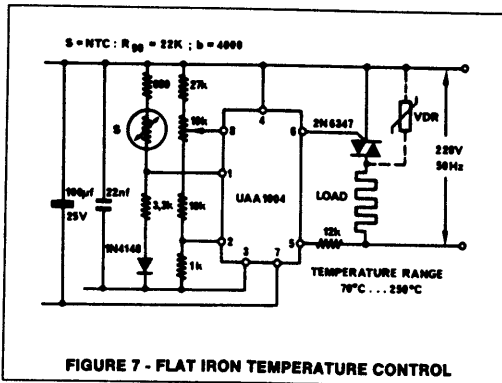 S = NTC : R₉₀ = 22K ; b = 4000
680
27k
S
10k
8
4
6
2N6347
VDR
220V
50Hz
100µf
25V
22nf
1
UAA1004
LOAD
3,3k
10k
1N4148
2
5
12k
1k
3
7
TEMPERATURE RANGE
70°C . . . 250°C
FIGURE 7 - FLAT IRON TEMPERATURE CONTROL